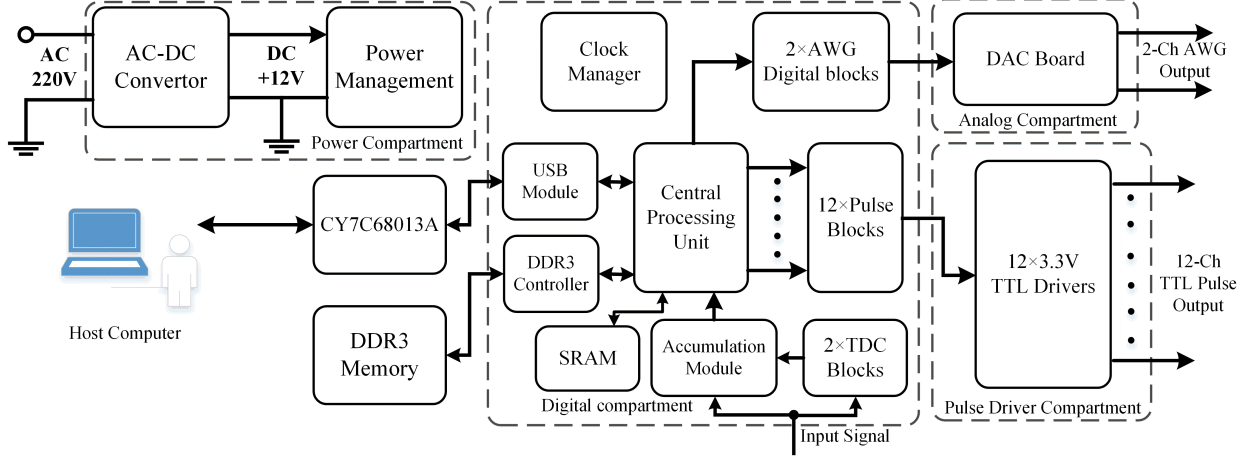 AC
220V
AC-DC
Convertor
DC
+12V
Power
Management
Power Compartment
Clock
Manager
2×AWG
Digital blocks
DAC Board
2-Ch AWG
Output
Analog Compartment
Host Computer
CY7C68013A
DDR3
Memory
USB
Module
DDR3
Controller
SRAM
Central
Processing
Unit
Accumulation
Module
12×Pulse
Blocks
2×TDC
Blocks
Digital compartment
Input Signal
12×3.3V
TTL Drivers
12-Ch
TTL Pulse
Output
Pulse Driver Compartment